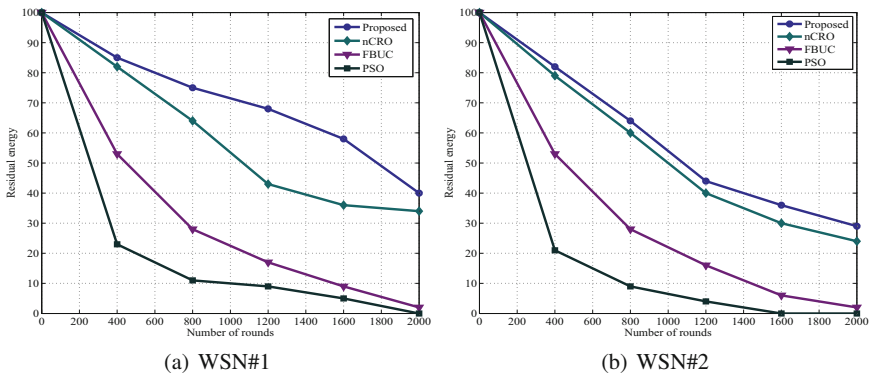 100
90
80
70
60
50
40
30
20
10
0
Residual energy
0 200 400 600 800 1000 1200 1400 1600 1800 2000
Number of rounds
Proposed
nCRO
FBUC
PSO
(a) WSN#1
100
90
80
70
60
50
40
30
20
10
0
Residual energy
0 200 400 600 800 1000 1200 1400 1600 1800 2000
Number of rounds
Proposed
nCRO
FBUC
PSO
(b) WSN#2